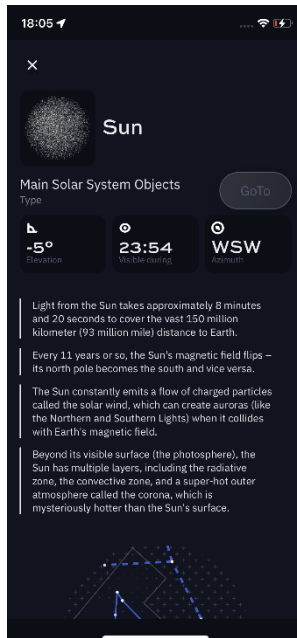 18:05
Sun
Main Solar System Objects
Type
GoTo
-5°
Elevation
23:54
Visible during
WSW
Azimuth
Light from the Sun takes approximately 8 minutes
and 20 seconds to cover the vast 150 million
kilometer (93 million mile) distance to Earth.
Every 11 years or so, the Sun's magnetic field flips –
its north pole becomes the south and vice versa.
The Sun constantly emits a flow of charged particles
called the solar wind, which can create auroras (like
the Northern and Southern Lights) when it collides
with Earth's magnetic field.
Beyond its visible surface (the photosphere), the
Sun has multiple layers, including the radiative
zone, the convective zone, and a super-hot outer
atmosphere called the corona, which is
mysteriously hotter than the Sun's surface.